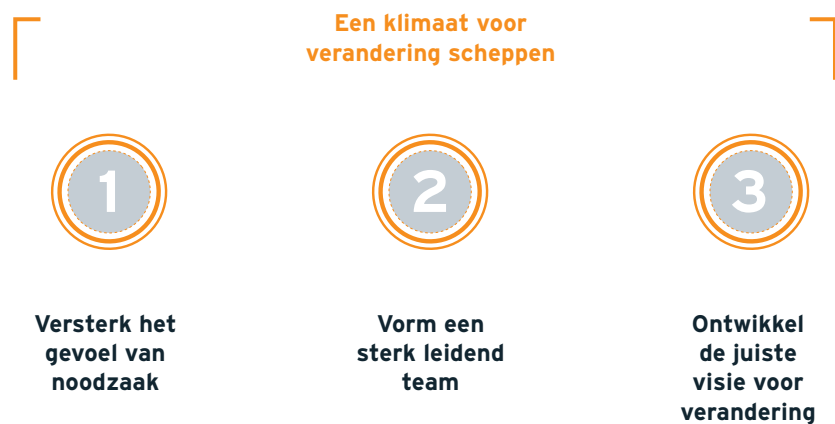 Een klimaat voor
verandering scheppen
1
2
3
Versterk het
gevoel van
noodzaak
Vorm een
sterk leidend
team
Ontwikkel
de juiste
visie voor
verandering